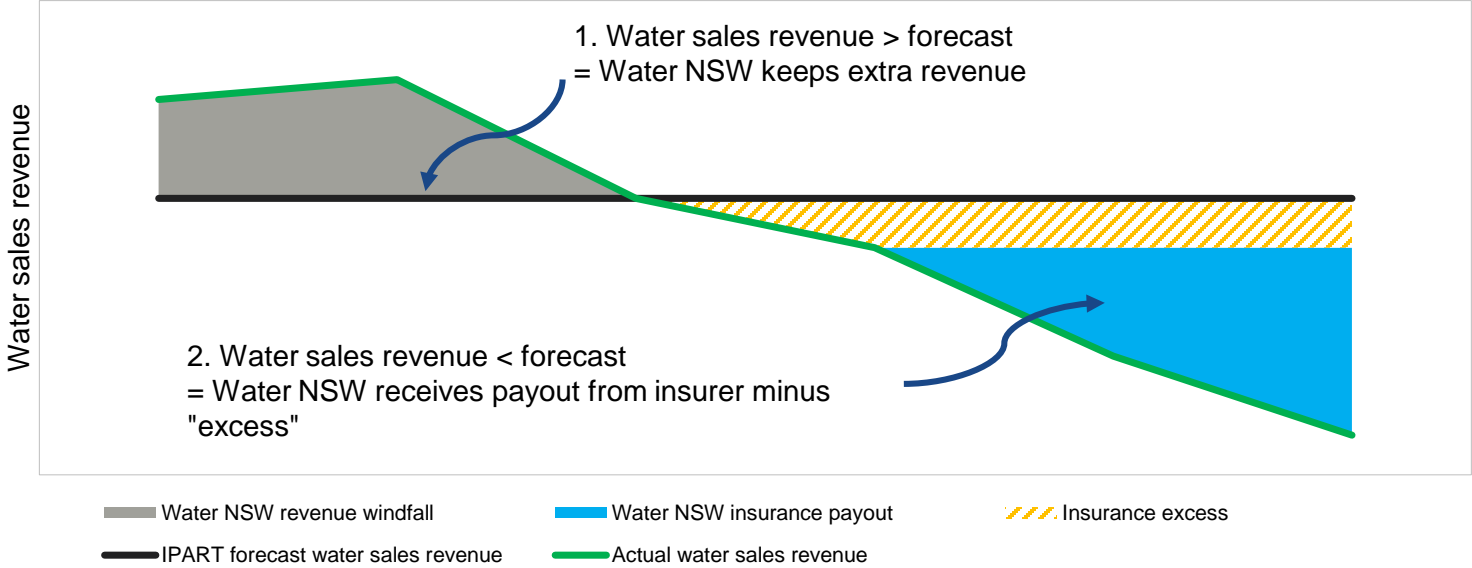 1. Water sales revenue > forecast
= Water NSW keeps extra revenue
Water sales revenue
2. Water sales revenue < forecast
= Water NSW receives payout from insurer minus
"excess"
Water NSW revenue windfall
Water NSW insurance payout
Insurance excess
IPART forecast water sales revenue
Actual water sales revenue